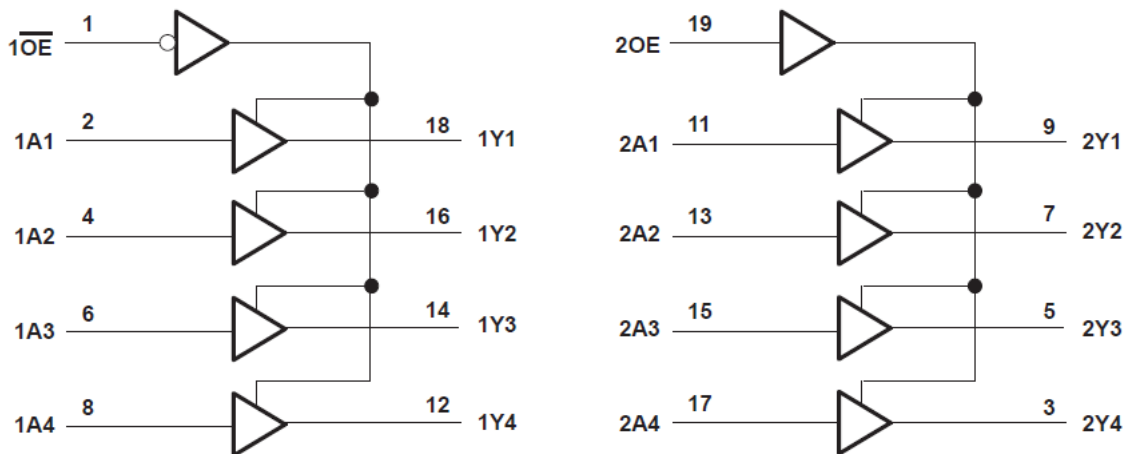 1 19
1O̅E̅ 2OE
2 18 11 9
1A1 1Y1 2A1 2Y1
4 16 13 7
1A2 1Y2 2A2 2Y2
6 14 15 5
1A3 1Y3 2A3 2Y3
8 12 17 3
1A4 1Y4 2A4 2Y4